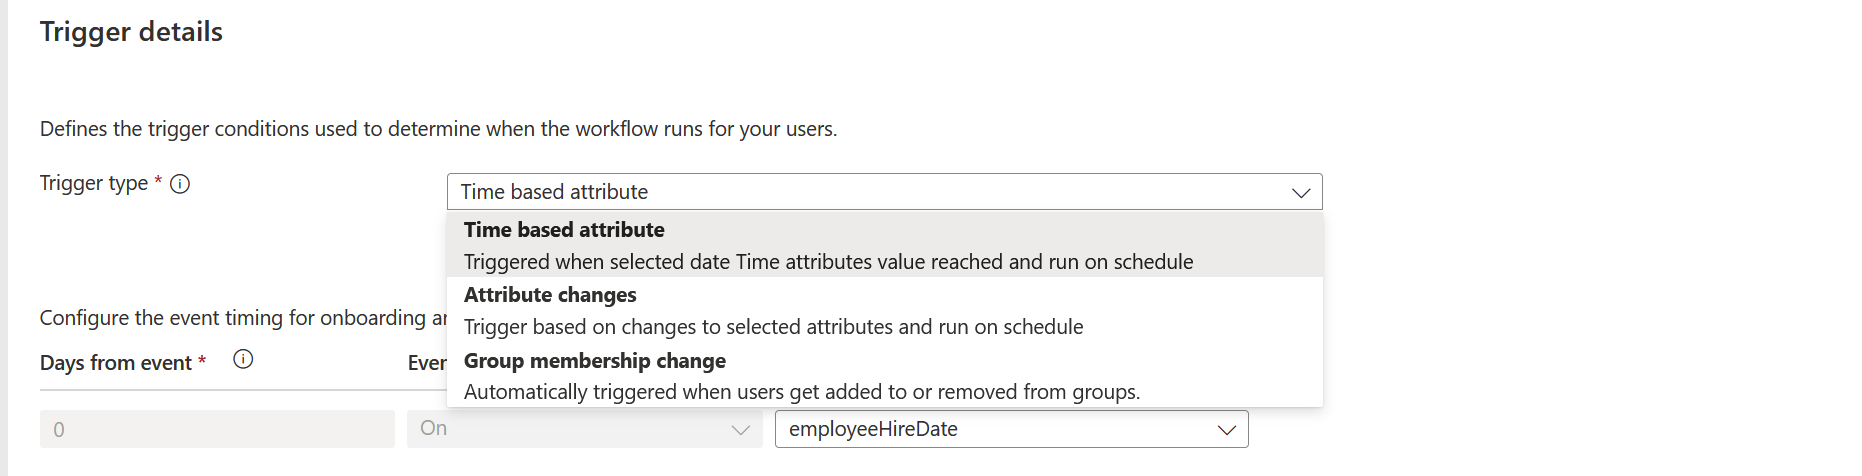 Trigger details
Defines the trigger conditions used to determine when the workflow runs for your users.
Trigger type *
Time based attribute
Time based attribute
Triggered when selected date Time attributes value reached and run on schedule
Attribute changes
Trigger based on changes to selected attributes and run on schedule
Group membership change
Automatically triggered when users get added to or removed from groups.
Configure the event timing for onboarding
Days from event *
0
On
employeeHireDate